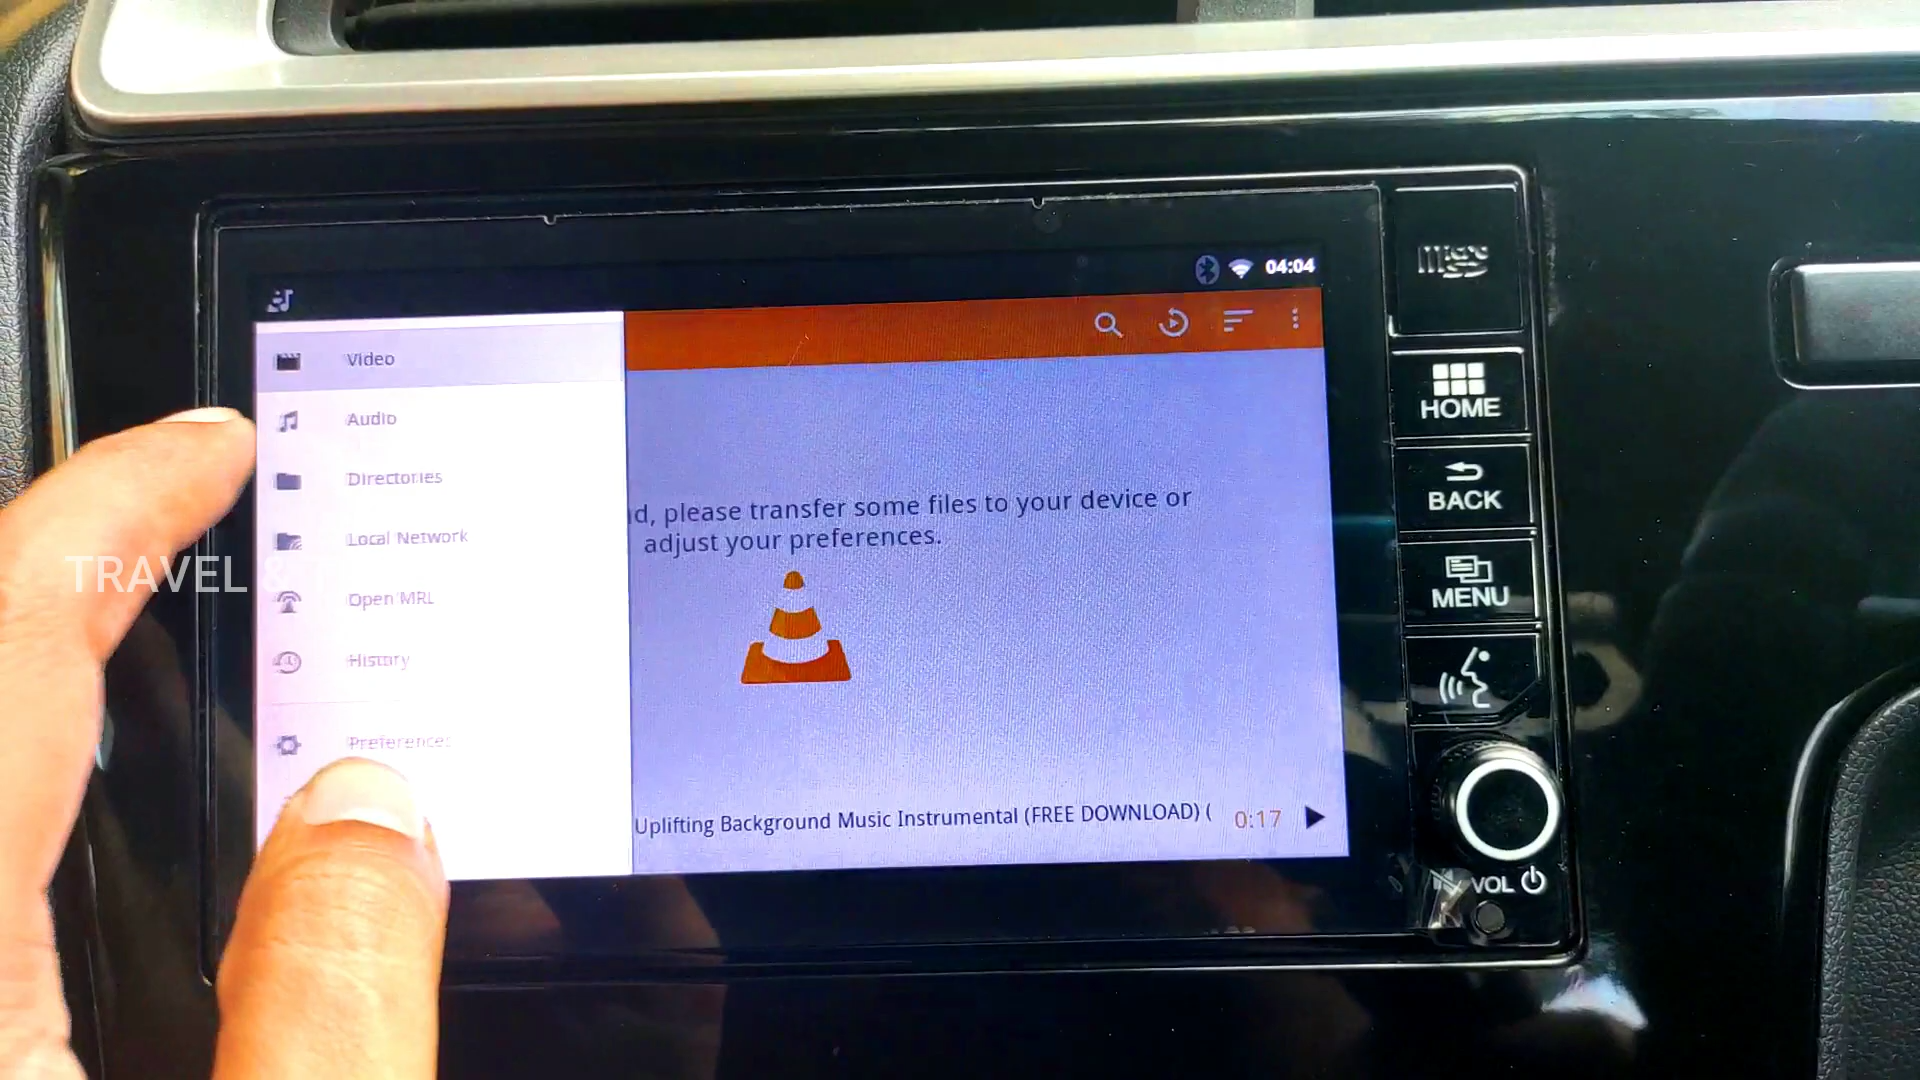 04:04
micro
Video
Audio
Directories
Local Network
Open MRL
History
Preferences
d, please transfer some files to your device or
adjust your preferences.
Uplifting Background Music Instrumental (FREE DOWNLOAD) (
0:17
HOME
BACK
MENU
VOL
TRAVEL